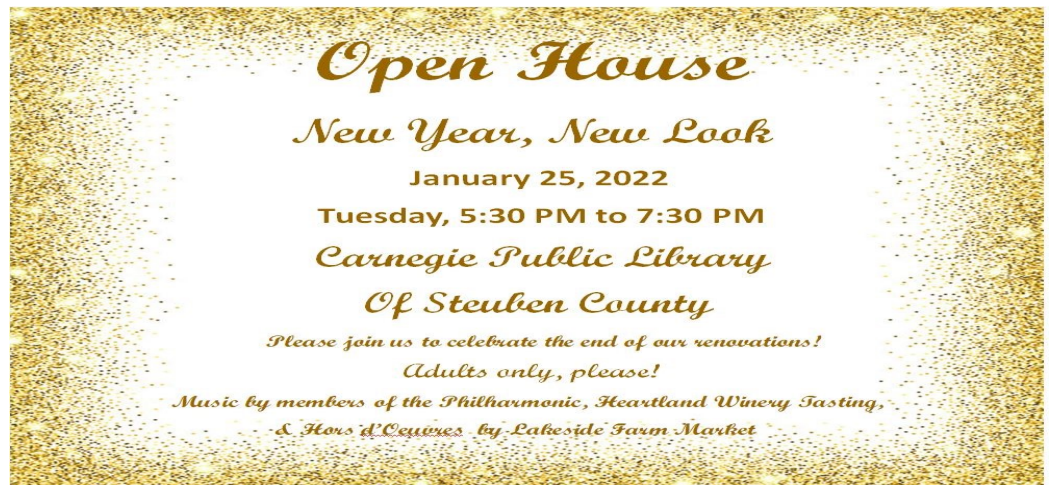 Open House
New Year, New Look
January 25, 2022
Tuesday, 5:30 PM to 7:30 PM
Carnegie Public Library
Of Steuben County
Please join us to celebrate the end of our renovations!
Adults only, please!
Music by members of the Philharmonic, Heartland Winery Tasting,
& Hors d'Oeuvres by Lakeside Farm Market